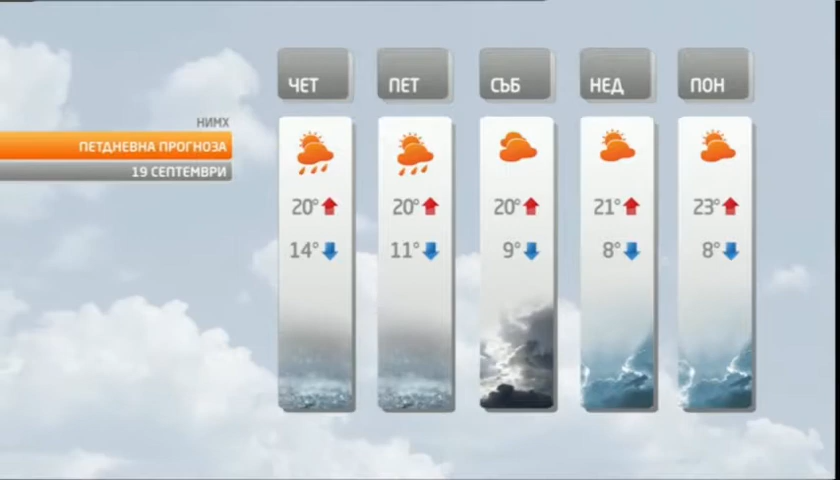 НИМХ
ПЕТДНЕВНА ПРОГНОЗА
19 СЕПТЕМВРИ
ЧЕТ ПЕТ СЪБ НЕД ПОН
20° 20° 20° 21° 23°
14° 11° 9° 8° 8°